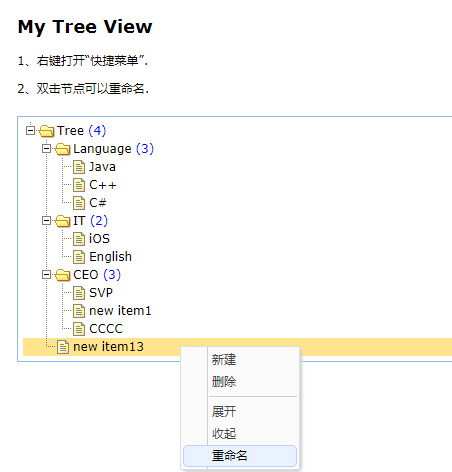 My Tree View
1、右键打开“快捷菜单”.
2、双击节点可以重命名.
Tree (4)
Language (3)
Java
C++
C#
IT (2)
iOS
English
CEO (3)
SVP
new item1
CCCC
new item13
新建
删除
展开
收起
重命名